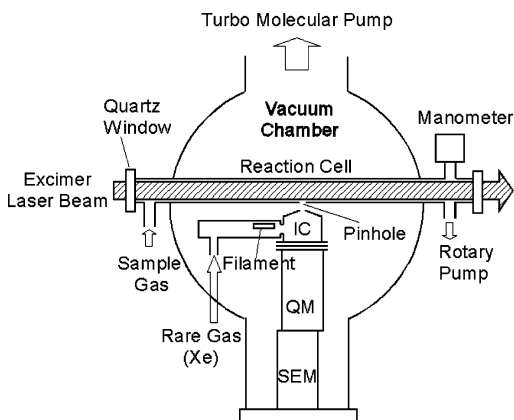 Turbo Molecular Pump
Quartz
Window
Vacuum
Chamber
Manometer
Reaction Cell
Excimer
Laser Beam
IC
Pinhole
Sample
Gas
Filament
Rotary
Pump
Rare Gas
(Xe)
QM
SEM